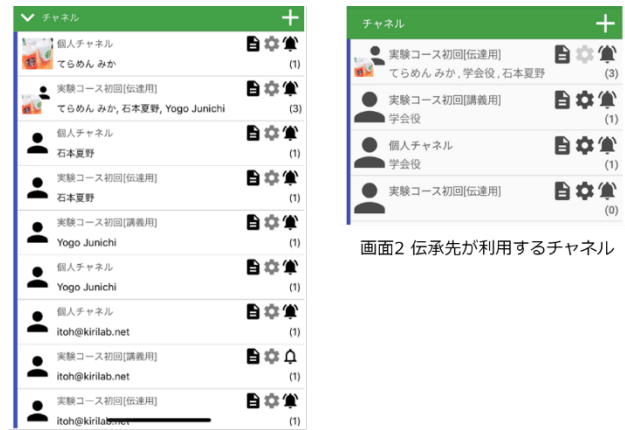 チャネル
個人チャネル
てらめん みか
(1)
実験コース初回[伝達用]
てらめん みか, 石本夏野, Yogo Junichi
(3)
個人チャネル
石本夏野
(1)
実験コース初回[伝達用]
石本夏野
(1)
実験コース初回[講義用]
Yogo Junichi
(1)
個人チャネル
Yogo Junichi
(1)
個人チャネル
itoh@kirilab.net
(1)
実験コース初回[講義用]
itoh@kirilab.net
(1)
実験コース初回[伝達用]
itoh@kirilab.net
(1)
チャネル
実験コース初回[伝達用]
てらめん みか , 学会役 , 石本夏野
(3)
実験コース初回[講義用]
学会役
(1)
個人チャネル
学会役
(1)
実験コース初回[伝達用]
(0)
画面2 伝承先が利用するチャネル